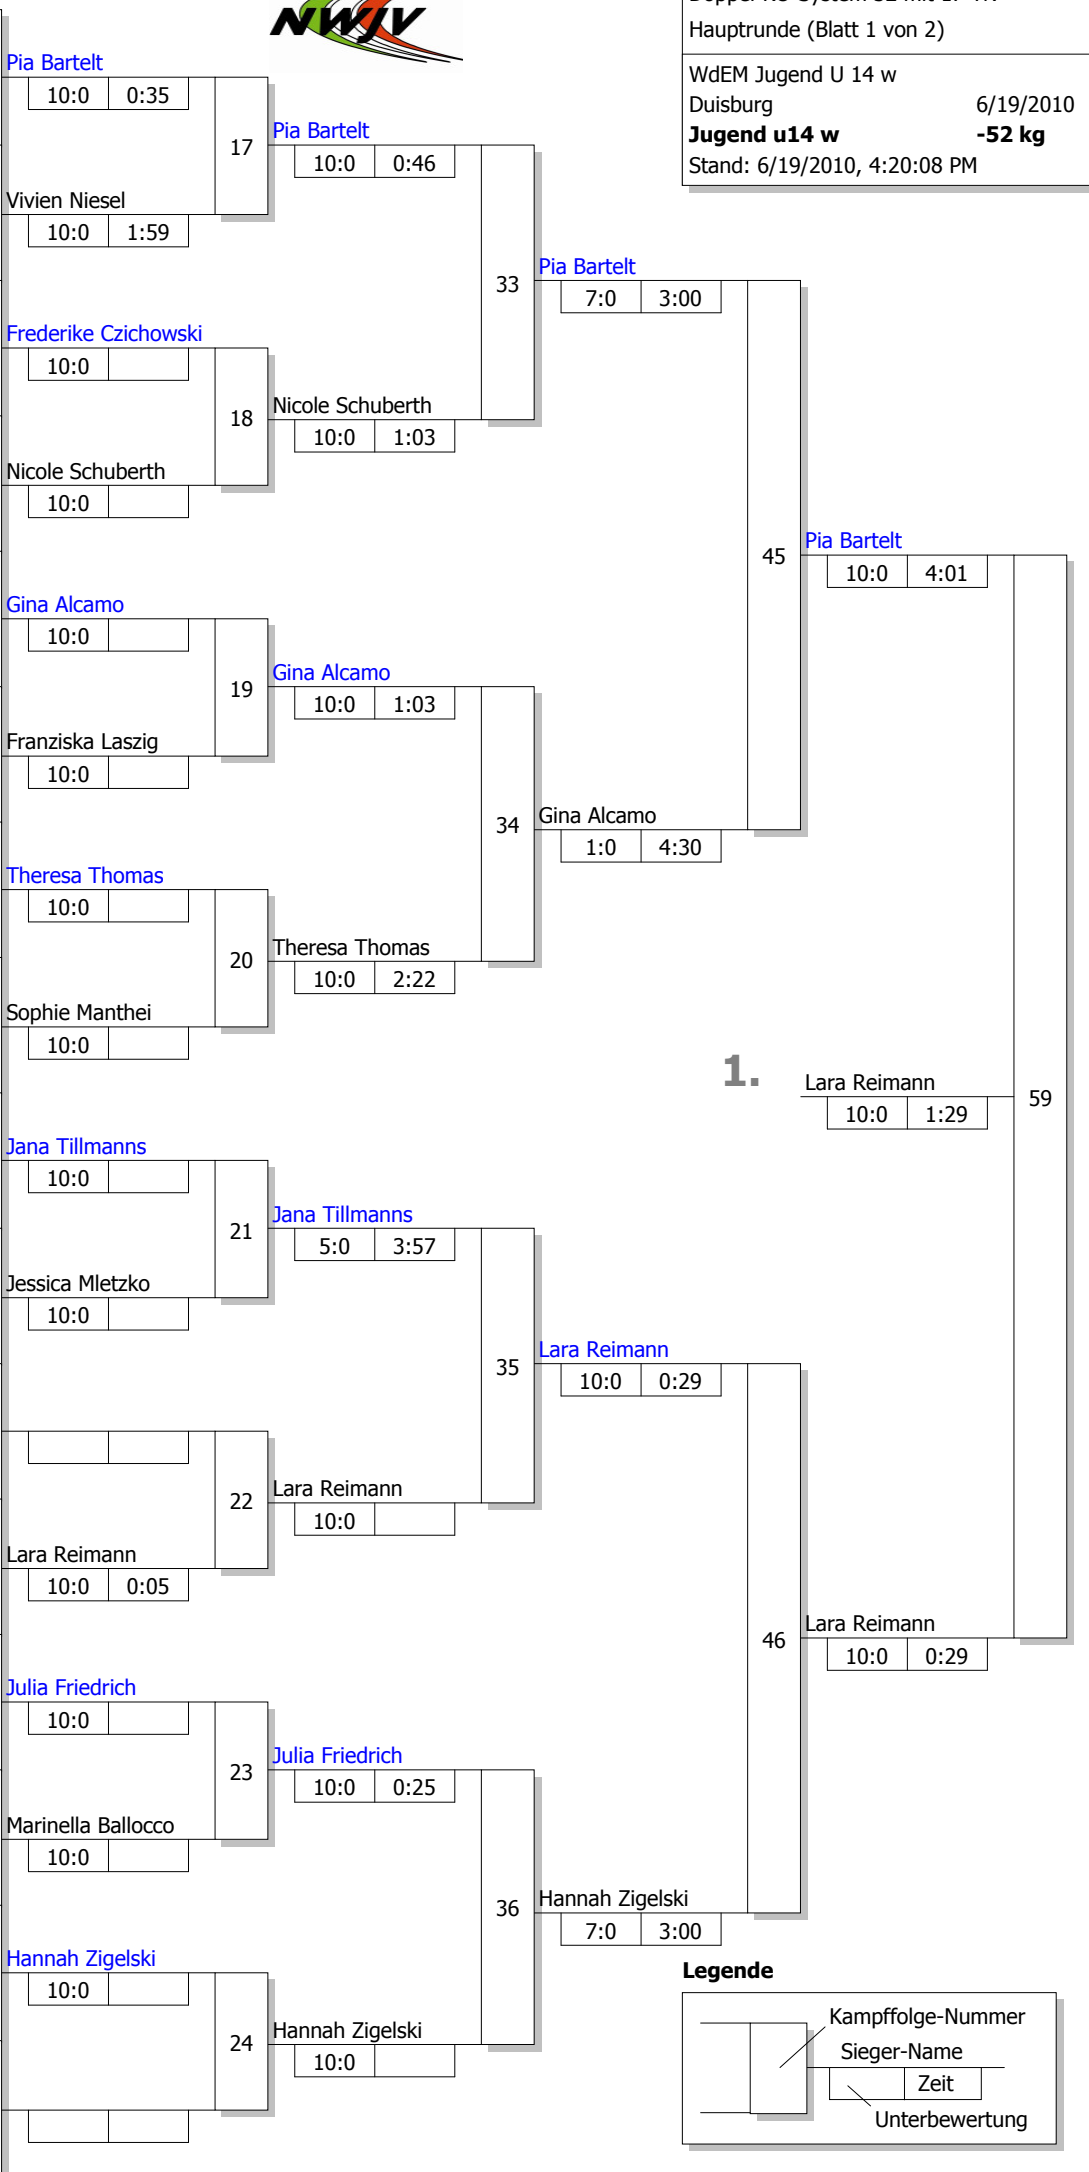 NWJV
Hauptrunde (Blatt 1 von 2)
WdEM Jugend U 14 w
Duisburg 6/19/2010
Jugend u14 w -52 kg
Stand: 6/19/2010, 4:20:08 PM
Pia Bartelt
10:0 0:35
17
Vivien Niesel
10:0 1:59
Pia Bartelt
10:0 0:46
33
Frederike Czichowski
10:0
18
Nicole Schuberth
10:0
Nicole Schuberth
10:0 1:03
Pia Bartelt
7:0 3:00
45
Gina Alcamo
10:0
19
Franziska Laszig
10:0
Gina Alcamo
10:0 1:03
34
Theresa Thomas
10:0
20
Sophie Manthei
10:0
Theresa Thomas
10:0 2:22
Gina Alcamo
1:0 4:30
Pia Bartelt
10:0 4:01
1.
Lara Reimann
10:0 1:29
59
Jana Tillmanns
10:0
21
Jessica Mletzko
10:0
Jana Tillmanns
5:0 3:57
35
22
Lara Reimann
10:0 0:05
Lara Reimann
10:0
Lara Reimann
10:0 0:29
46
Lara Reimann
10:0 0:29
Julia Friedrich
10:0
23
Marinella Ballocco
10:0
Julia Friedrich
10:0 0:25
36
Hannah Zigelski
10:0
24
Hannah Zigelski
10:0
Hannah Zigelski
7:0 3:00
Legende
Kampffolge-Nummer
Sieger-Name
Zeit
Unterbewertung